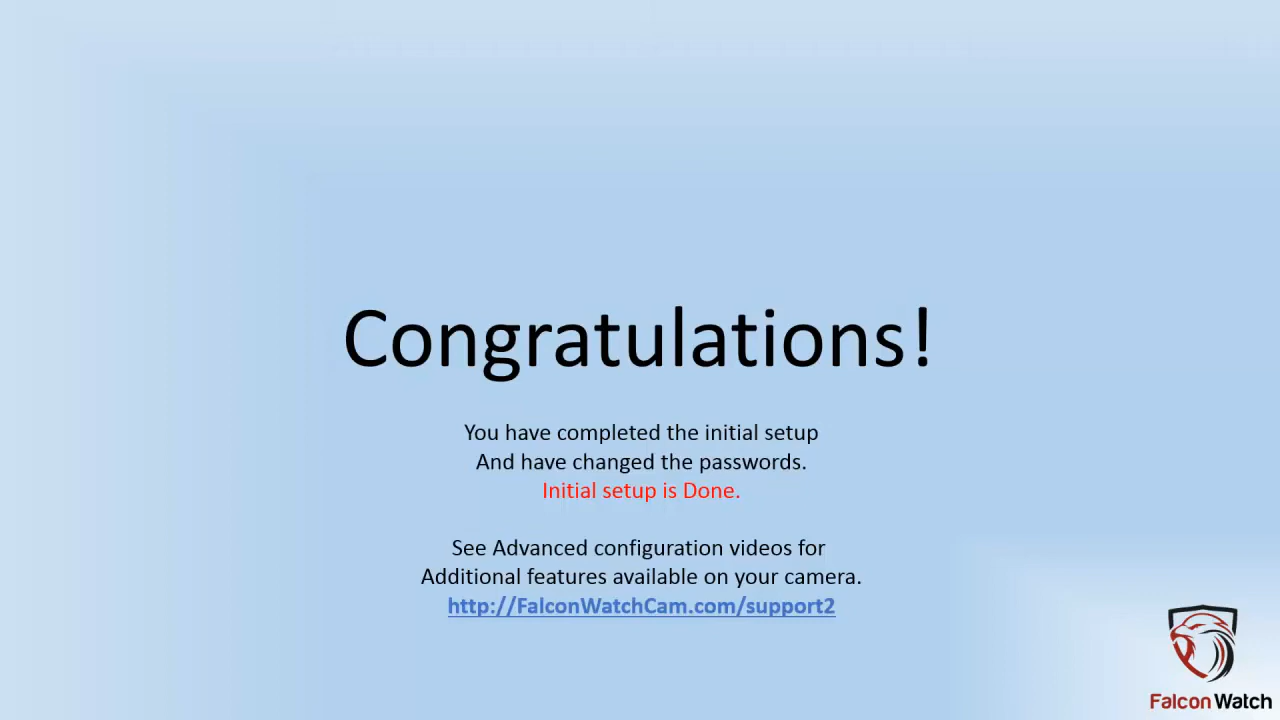 Congratulations!
You have completed the initial setup
And have changed the passwords.
Initial setup is Done.
See Advanced configuration videos for
Additional features available on your camera.
http://FalconWatchCam.com/support2
Falcon Watch